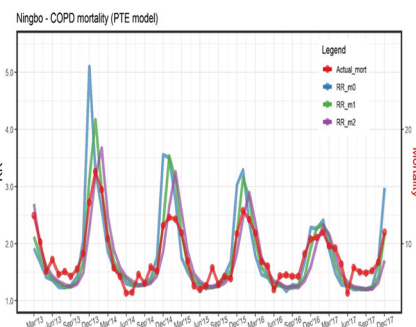 Ningbo - COPD mortality (PTE model)
Legend
Actual_mort
RR_m0
RR_m1
RR_m2
5.0
4.0
3.0
2.0
1.0
20
10
RR
Mortality
Mar'13
Jun'13
Sep'13
Dec'13
Mar'14
Jun'14
Sep'14
Dec'14
Mar'15
Jun'15
Sep'15
Dec'15
Mar'16
Jun'16
Sep'16
Dec'16
Mar'17
Jun'17
Sep'17
Dec'17